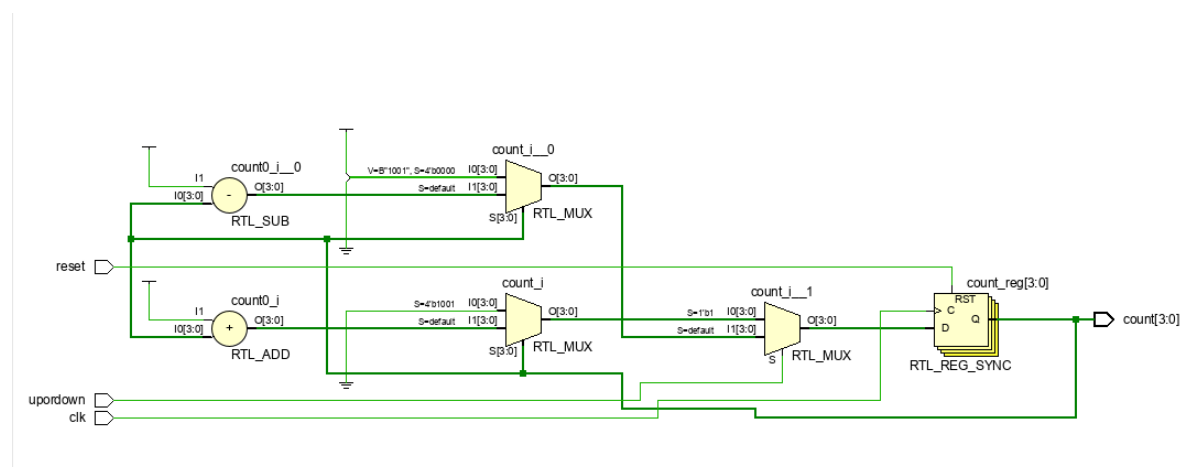 count_i__0
V=B"1001", S=4'b0000
I0[3:0]
O[3:0]
S=default
I1[3:0]
S[3:0]
RTL_MUX
count0_i__0
I1
I0[3:0]
O[3:0]
-
RTL_SUB
reset
count0_i
I1
I0[3:0]
O[3:0]
+
RTL_ADD
count_i
S=4'b1001
I0[3:0]
O[3:0]
S=default
I1[3:0]
S[3:0]
RTL_MUX
count_i__1
S=1'b1
I0[3:0]
O[3:0]
S=default
I1[3:0]
S
RTL_MUX
count_reg[3:0]
RST
C
Q
D
RTL_REG_SYNC
count[3:0]
upordown
clk